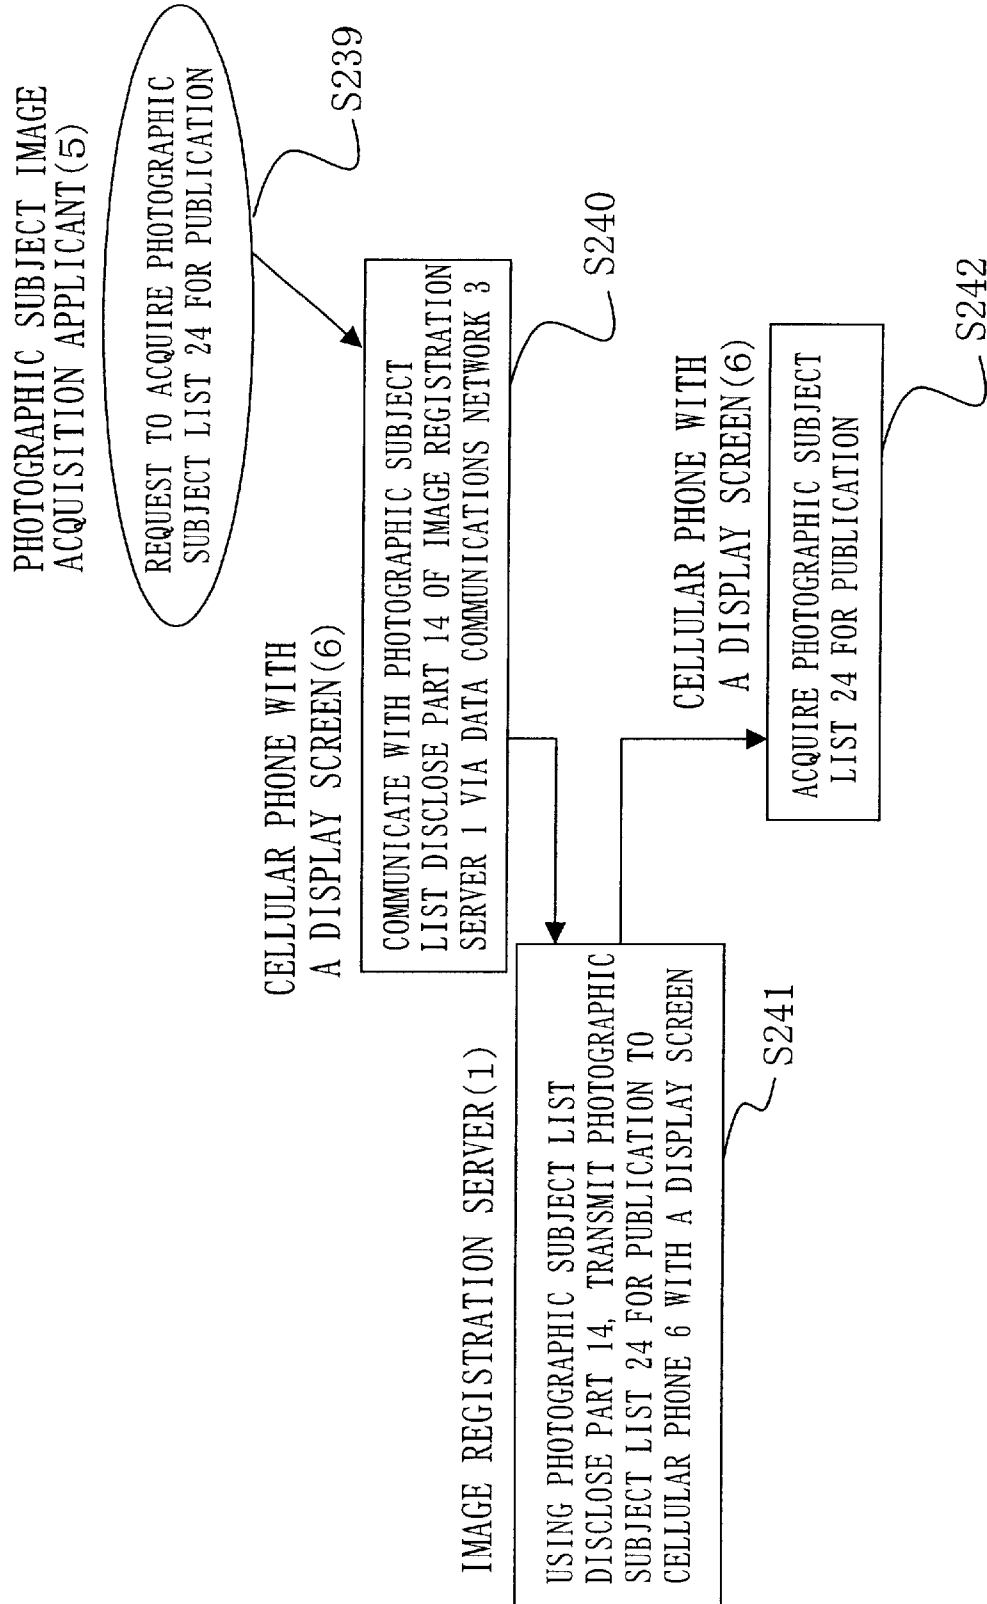 PHOTOGRAPHIC SUBJECT IMAGE
ACQUISITION APPLICANT(5)
REQUEST TO ACQUIRE PHOTOGRAPHIC
SUBJECT LIST 24 FOR PUBLICATION
S239
CELLULAR PHONE WITH
A DISPLAY SCREEN(6)
COMMUNICATE WITH PHOTOGRAPHIC SUBJECT
LIST DISCLOSE PART 14 OF IMAGE REGISTRATION
SERVER 1 VIA DATA COMMUNICATIONS NETWORK 3
S240
IMAGE REGISTRATION SERVER(1)
USING PHOTOGRAPHIC SUBJECT LIST
DISCLOSE PART 14, TRANSMIT PHOTOGRAPHIC
SUBJECT LIST 24 FOR PUBLICATION TO
CELLULAR PHONE 6 WITH A DISPLAY SCREEN
S241
CELLULAR PHONE WITH
A DISPLAY SCREEN(6)
ACQUIRE PHOTOGRAPHIC SUBJECT
LIST 24 FOR PUBLICATION
S242